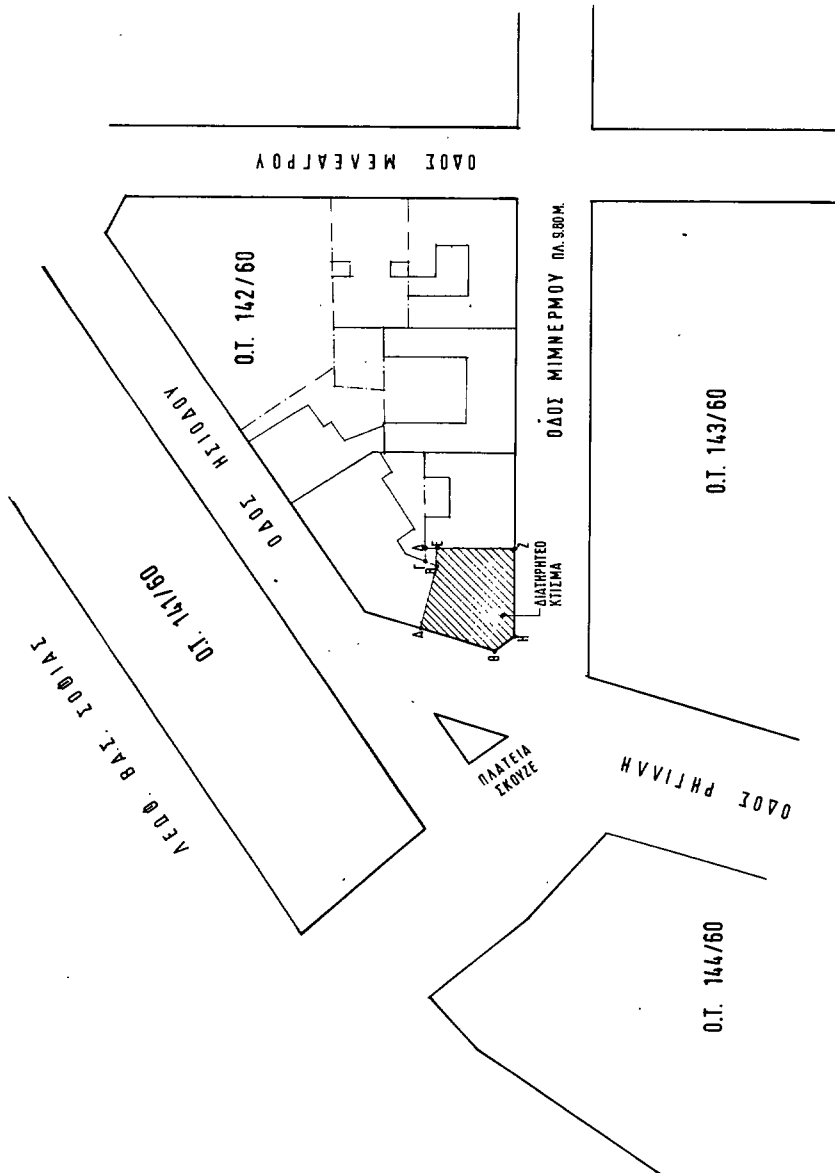 ΟΔΟΣ ΜΕΛΕΑΓΡΟΥ
Ο.Τ. 142/60
ΟΔΟΣ ΜΙΜΝΕΡΜΟΥ ΠΛ. 9.80 Μ.
ΟΔΟΣ ΗΣΙΟΔΟΥ
Ο.Τ. 141/60
ΛΕΩΦ. ΒΑΣ. ΣΟΦΙΑΣ
Ο.Τ. 143/60
Γ
Δ
Ε
Ζ
Α
Β
Η
ΔΙΑΤΗΡΗΤΕΟ
ΚΤΙΣΜΑ
ΠΛΑΤΕΙΑ
ΣΚΟΥΖΕ
ΟΔΟΣ ΡΗΓΙΛΛΗ
Ο.Τ. 144/60